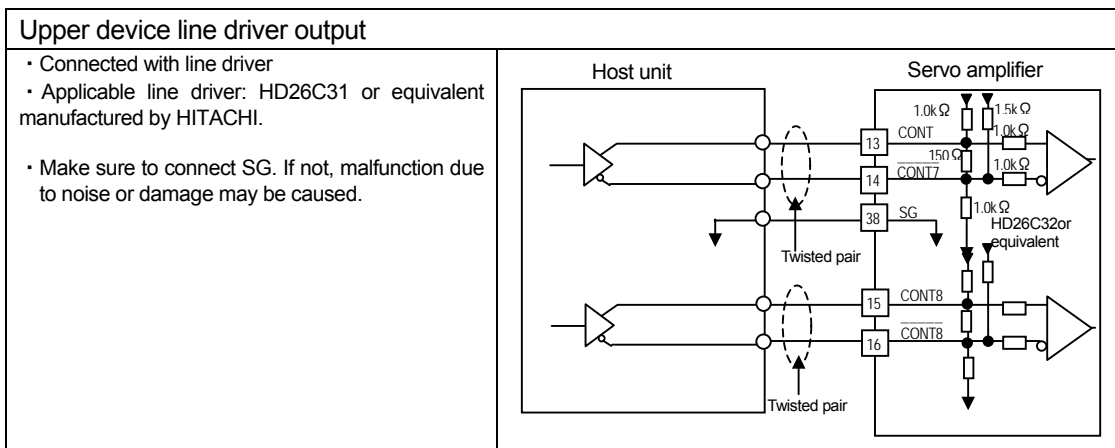 Upper device line driver output
・Connected with line driver
・Applicable line driver: HD26C31 or equivalent
manufactured by HITACHI.
・Make sure to connect SG. If not, malfunction due
to noise or damage may be caused.
Host unit
Servo amplifier
1.0kΩ
1.5kΩ
13
CONT
1.0kΩ
150Ω
14
CONT7
1.0kΩ
38
SG
1.0kΩ
HD26C32or
equivalent
Twisted pair
15
CONT8
16
CONT8
Twisted pair